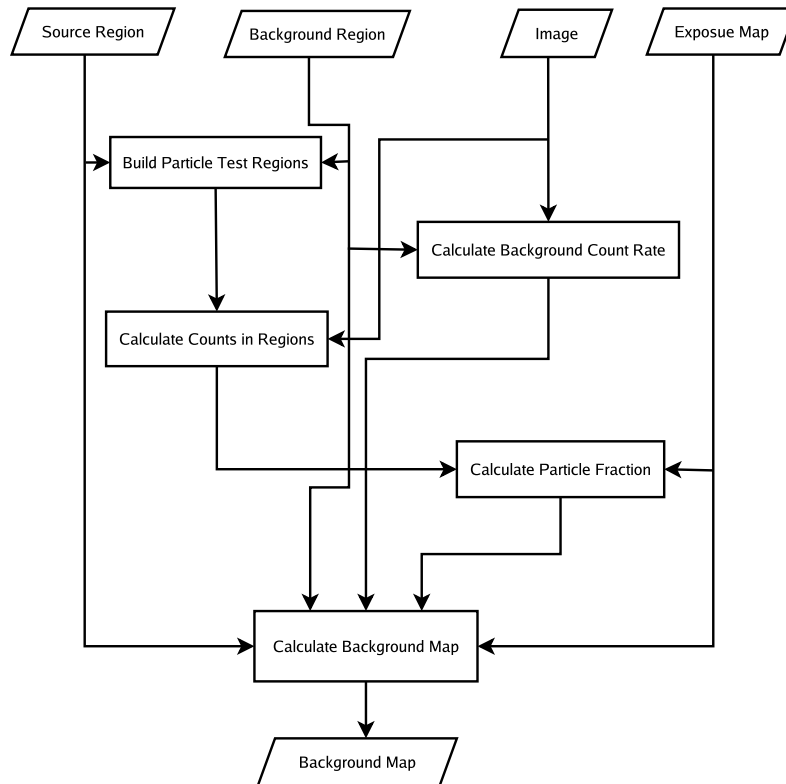 Source Region
Background Region
Image
Exposue Map
Build Particle Test Regions
Calculate Background Count Rate
Calculate Counts in Regions
Calculate Particle Fraction
Calculate Background Map
Background Map